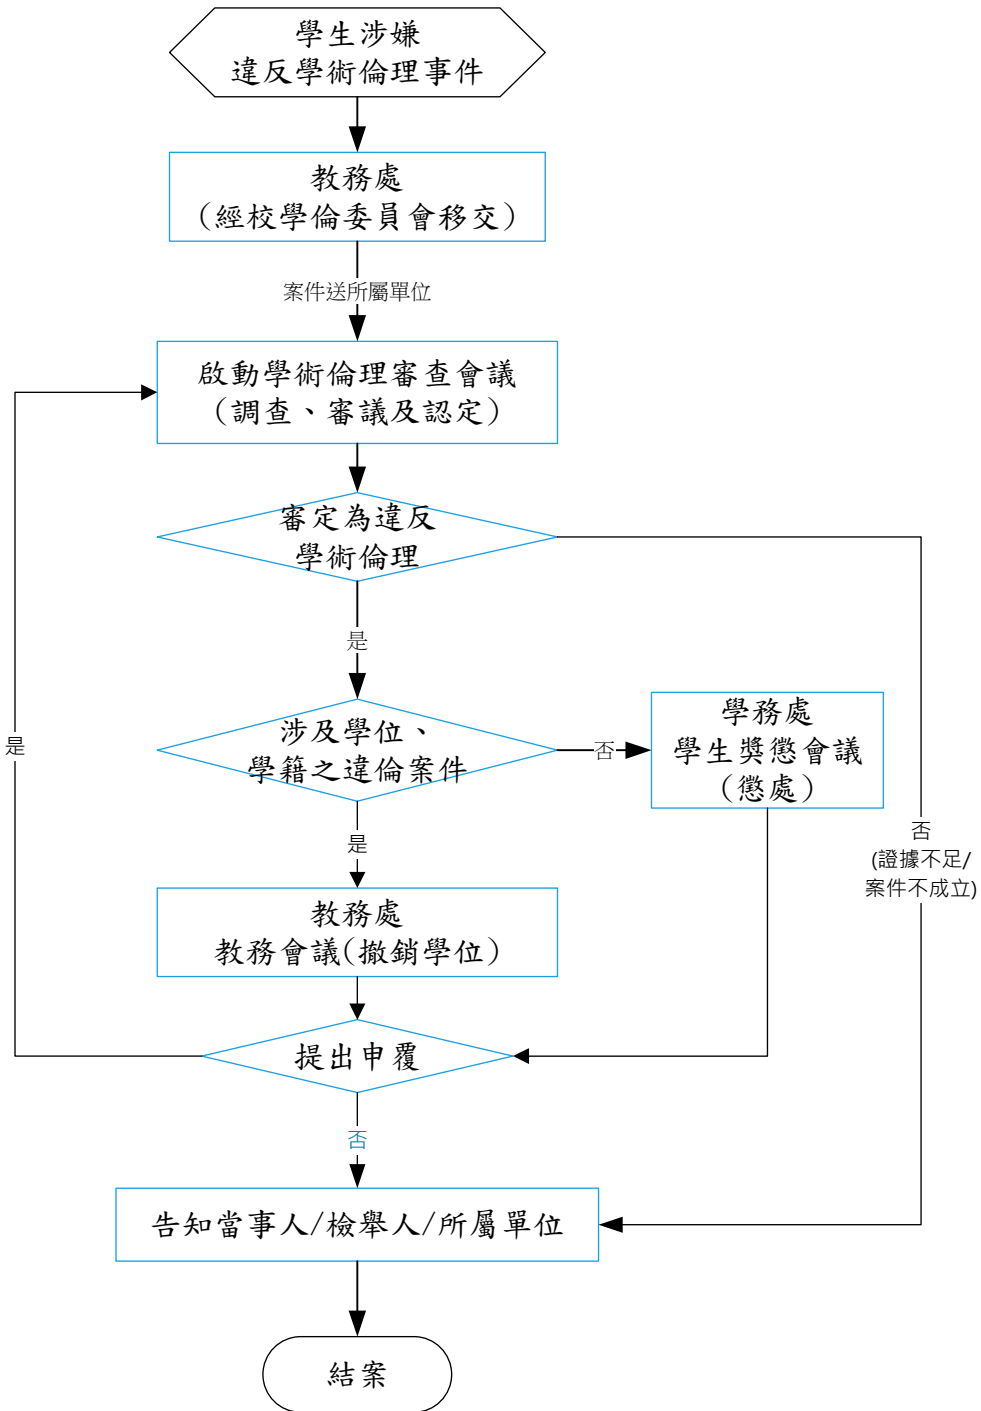 學生涉嫌
違反學術倫理事件
教務處
（經校學倫委員會移交）
案件送所屬單位
啟動學術倫理審查會議
（調查、審議及認定）
審定為違反
學術倫理
是
涉及學位、
學籍之違倫案件
否
學務處
學生獎懲會議
（懲處）
是
是
否
(證據不足/
案件不成立)
教務處
教務會議（撤銷學位）
提出申覆
否
告知當事人/檢舉人/所屬單位
結案